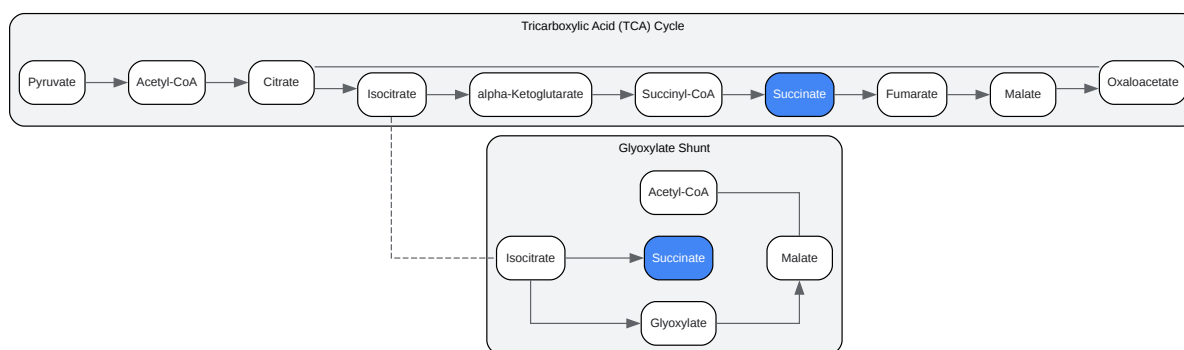 Tricarboxylic Acid (TCA) Cycle
Pyruvate
Acetyl-CoA
Citrate
Isocitrate
alpha-Ketoglutarate
Succinyl-CoA
Succinate
Fumarate
Malate
Oxaloacetate
Glyoxylate Shunt
Acetyl-CoA
Isocitrate
Succinate
Malate
Glyoxylate